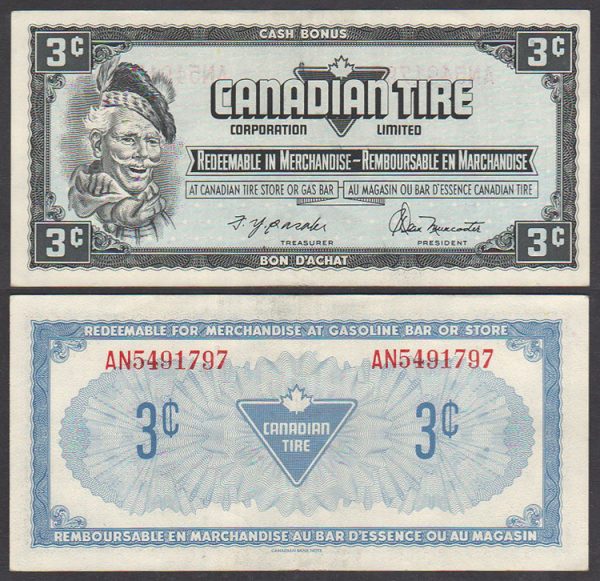 3¢ CASH BONUS 3¢
CANADIAN TIRE
CORPORATION LIMITED
REDEEMABLE IN MERCHANDISE - REMBOURSABLE EN MARCHANDISE
AT CANADIAN TIRE STORE OR GAS BAR AU MAGASIN OU BAR D'ESSENCE CANADIAN TIRE
TREASURER PRESIDENT
3¢ BON D'ACHAT 3¢
REDEEMABLE FOR MERCHANDISE AT GASOLINE BAR OR STORE
AN5491797 AN5491797
3¢ CANADIAN TIRE 3¢
REMBOURSABLE EN MARCHANDISE AU BAR D'ESSENCE OU AU MAGASIN
CANADIAN BANK NOTE